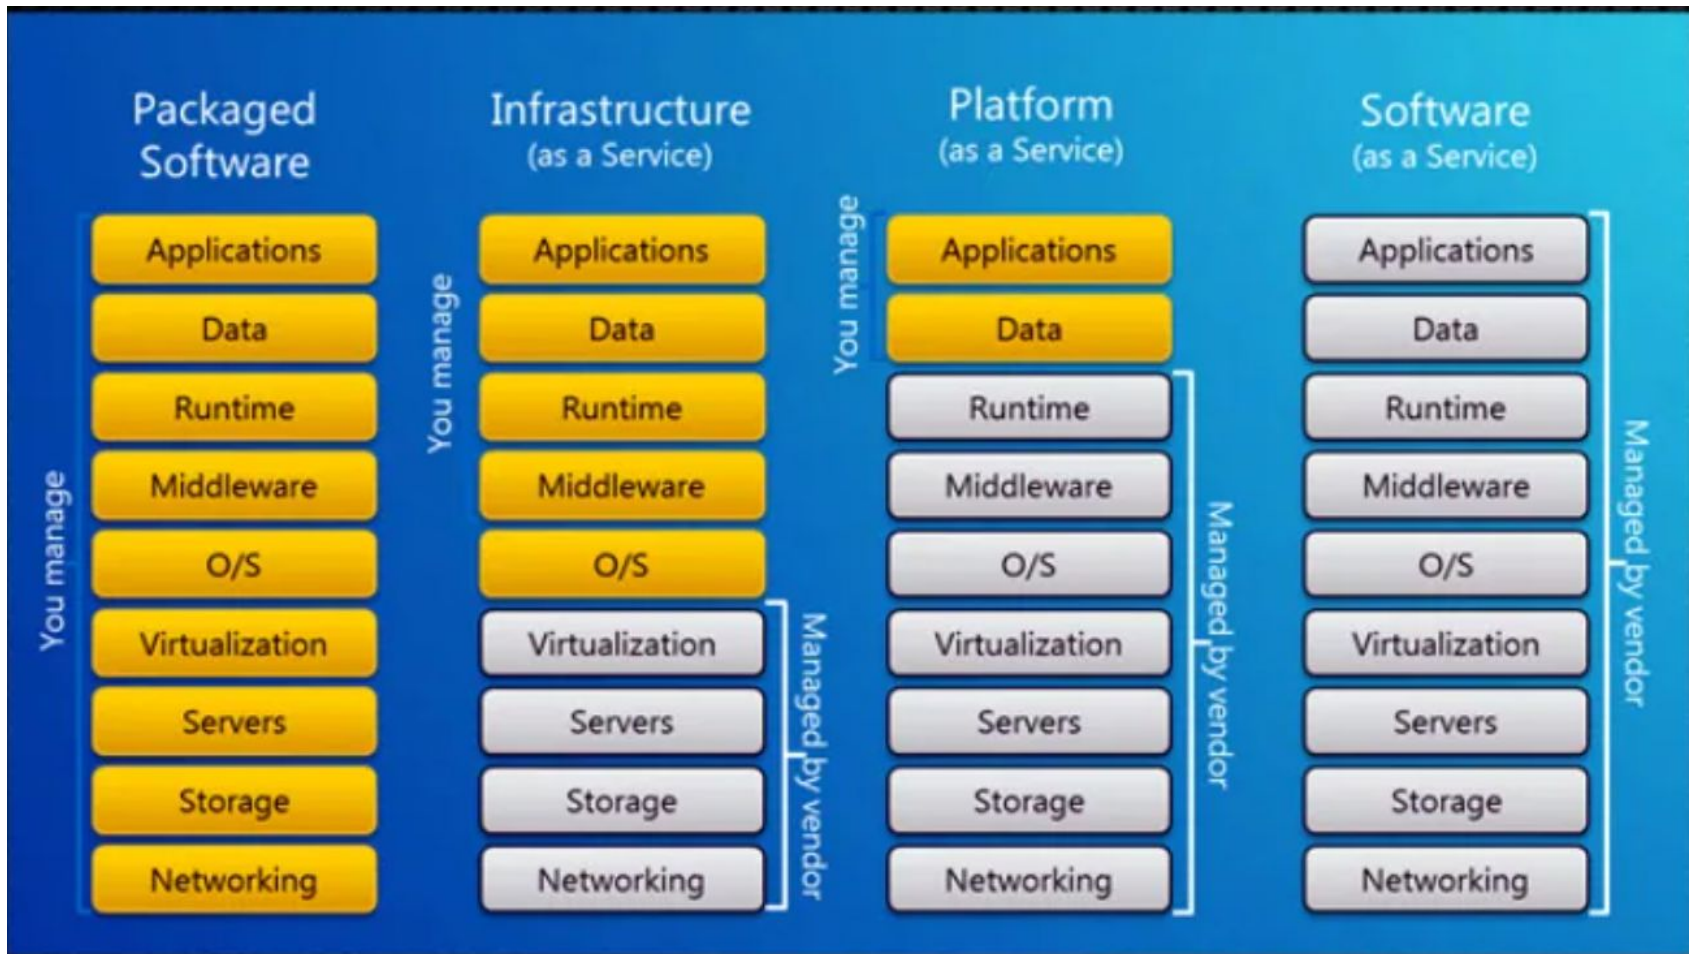 Packaged
Software
You manage
Applications
Data
Runtime
Middleware
O/S
Virtualization
Servers
Storage
Networking
Infrastructure
(as a Service)
You manage
Applications
Data
Runtime
Middleware
O/S
Virtualization
Servers
Storage
Networking
Managed by vendor
Platform
(as a Service)
You manage
Applications
Data
Runtime
Middleware
O/S
Virtualization
Servers
Storage
Networking
Managed by vendor
Software
(as a Service)
Applications
Data
Runtime
Middleware
O/S
Virtualization
Servers
Storage
Networking
Managed by vendor